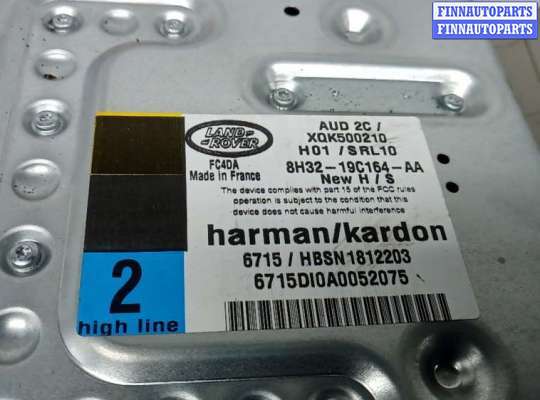 FINNAUTOPARTS
FINNAUTOPARTS
LAND
ROVER
FC4DA
Made in France
AUD 2C /
XQK500210
H01 / SRL10
8H32-19C164-AA
New H / S
The device complies with part 15 of the FCC rules
operation is subject to the condition that this
device does not cause harmful interference
harman/kardon
6715 / HBSN1812203
6715DI0A0052075
2
high line